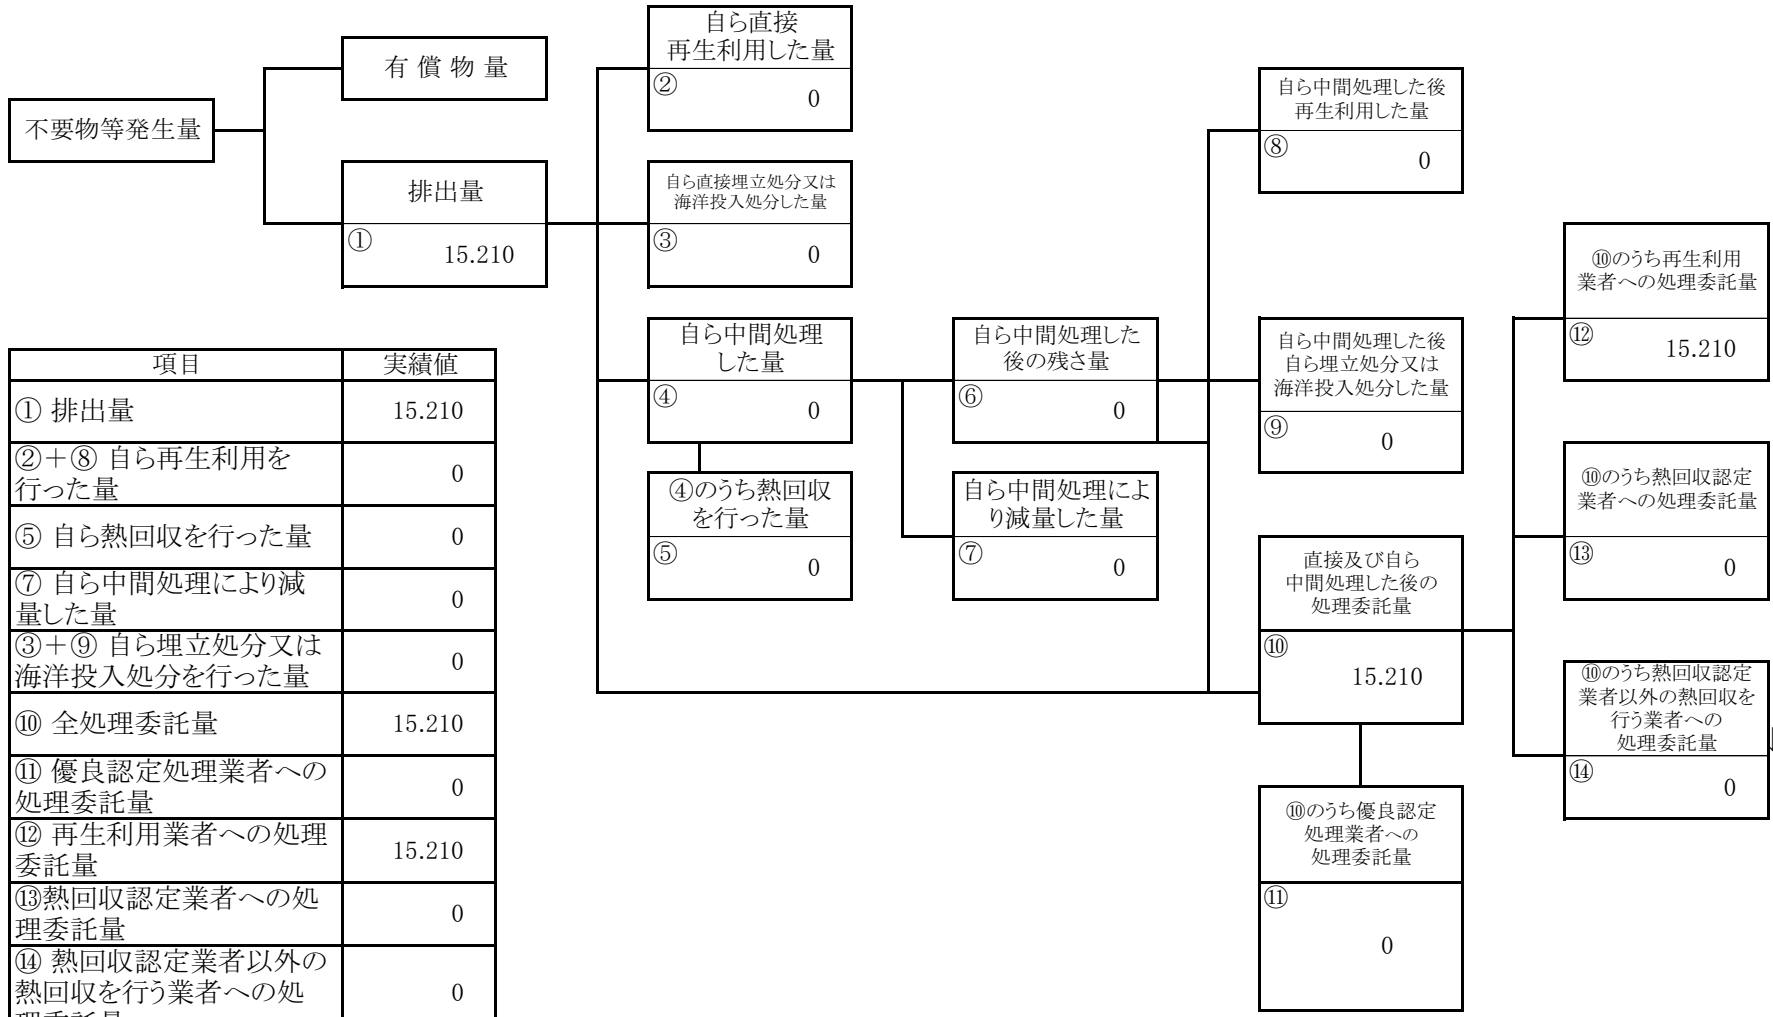 不要物等発生量
有 償 物 量
排出量
①
15.210
自ら直接
再生利用した量
②
0
自ら直接埋立処分又は
海洋投入処分した量
③
0
自ら中間処理
した量
④
0
④のうち熱回収
を行った量
⑤
0
自ら中間処理した
後の残さ量
⑥
0
自ら中間処理によ
り減量した量
⑦
0
自ら中間処理した後
再生利用した量
⑧
0
自ら中間処理した後
自ら埋立処分又は
海洋投入処分した量
⑨
0
直接及び自ら
中間処理した後の
処理委託量
⑩
15.210
⑩のうち優良認定
処理業者への
処理委託量
⑪
0
⑩のうち再生利用
業者への処理委託量
⑫
15.210
⑩のうち熱回収認定
業者への処理委託量
⑬
0
⑩のうち熱回収認定
業者以外の熱回収を
行う業者への
処理委託量
⑭
0
項目 実績値
① 排出量 15.210
②＋⑧ 自ら再生利用を
行った量 0
⑤ 自ら熱回収を行った量 0
⑦ 自ら中間処理により減
量した量 0
③＋⑨ 自ら埋立処分又は
海洋投入処分を行った量 0
⑩ 全処理委託量 15.210
⑪ 優良認定処理業者への
処理委託量 0
⑫ 再生利用業者への処理
委託量 15.210
⑬熱回収認定業者への処
理委託量 0
⑭ 熱回収認定業者以外の
熱回収を行う業者への処 0